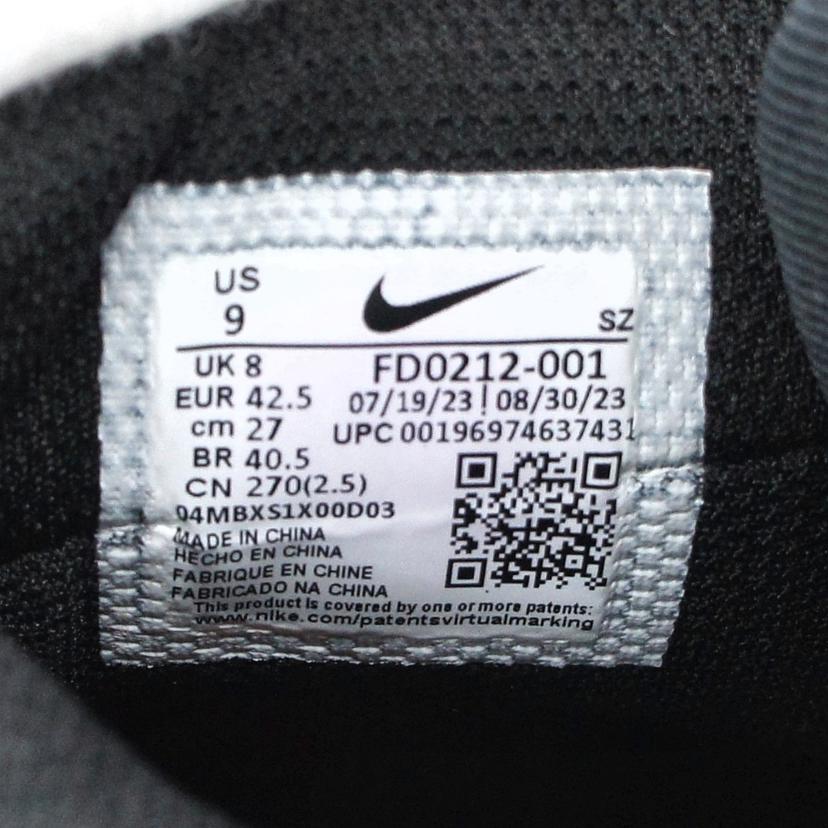 US
9
SZ
UK 8
FD0212-001
EUR 42.5
07/19/23 | 08/30/23
cm 27
UPC 00196974637431
BR 40.5
CN 270(2.5)
04MBXS1X00D03
MADE IN CHINA
HECHO EN CHINA
FABRIQUE EN CHINE
FABRICADO NA CHINA
This product is covered by one or more patents:
www.nike.com/patentsvirtualmarking